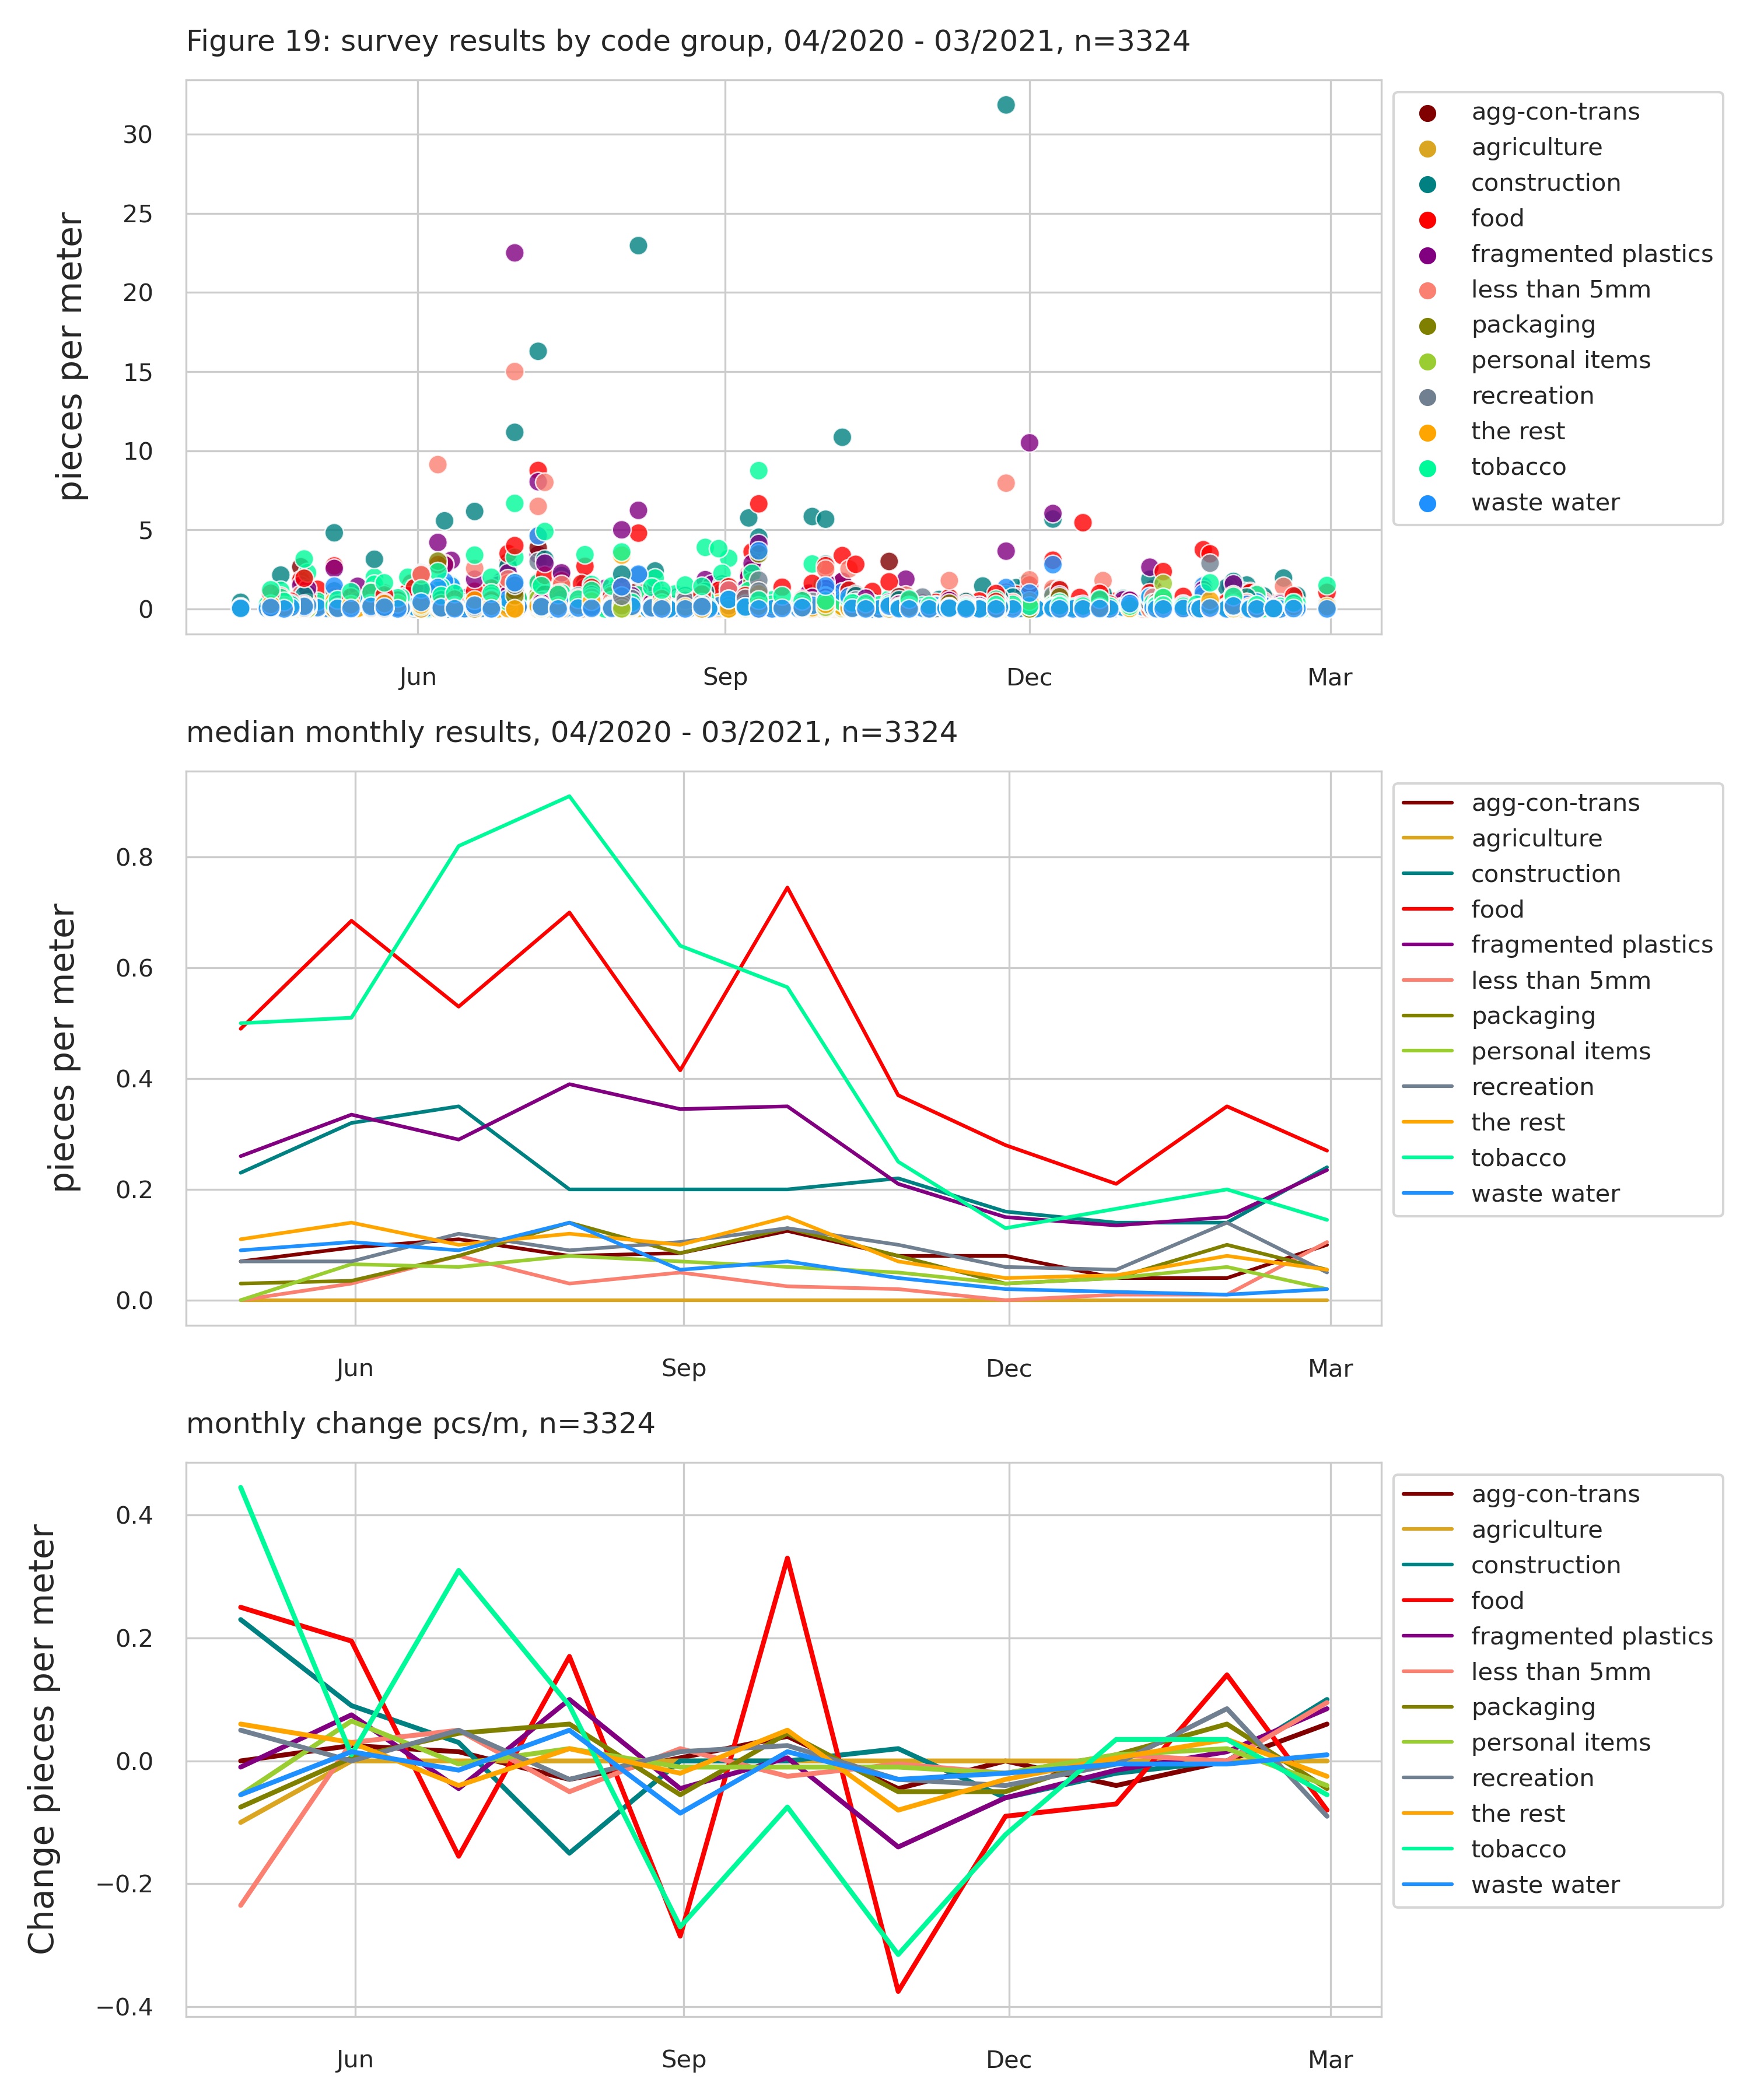 Figure 19: survey results by code group, 04/2020 - 03/2021, n=3324
pieces per meter
30
25
20
15
10
5
0
Jun
Sep
Dec
Mar
agg-con-trans
agriculture
construction
food
fragmented plastics
less than 5mm
packaging
personal items
recreation
the rest
tobacco
waste water
median monthly results, 04/2020 - 03/2021, n=3324
pieces per meter
0.8
0.6
0.4
0.2
0.0
Jun
Sep
Dec
Mar
agg-con-trans
agriculture
construction
food
fragmented plastics
less than 5mm
packaging
personal items
recreation
the rest
tobacco
waste water
monthly change pcs/m, n=3324
Change pieces per meter
0.4
0.2
0.0
−0.2
−0.4
Jun
Sep
Dec
Mar
agg-con-trans
agriculture
construction
food
fragmented plastics
less than 5mm
packaging
personal items
recreation
the rest
tobacco
waste water